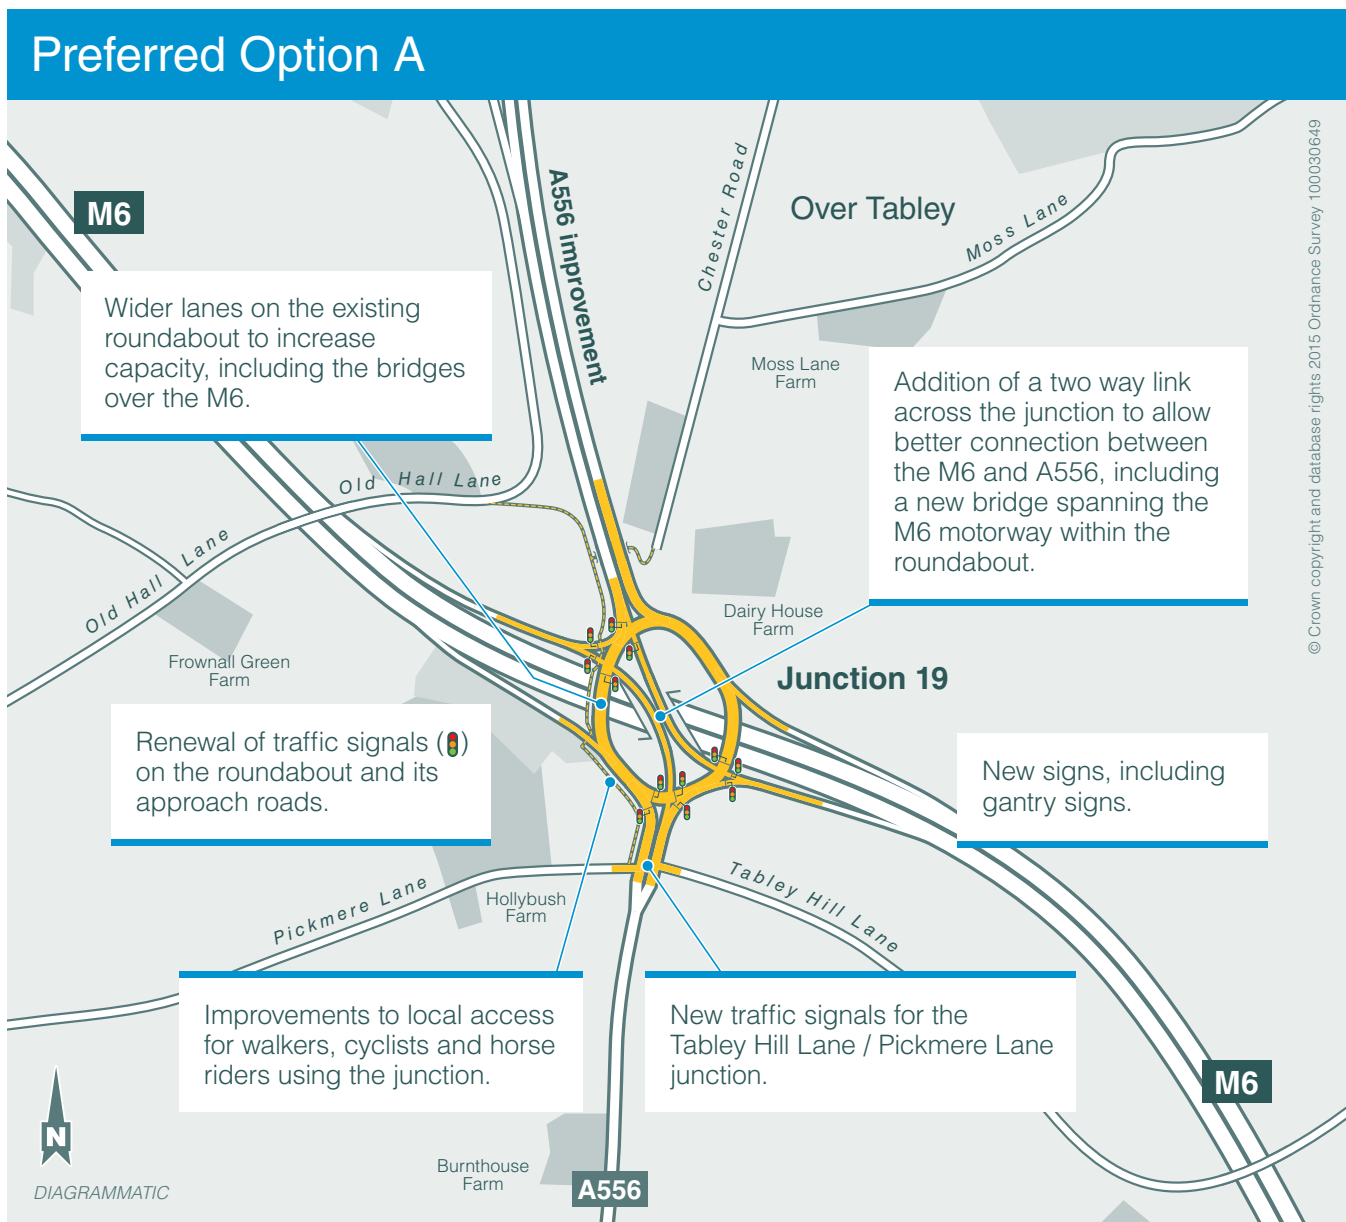 Preferred Option A
M6
A556 improvement
Chester Road
Over Tabley
Moss Lane
© Crown copyright and database rights 2015 Ordnance Survey 100030649
Wider lanes on the existing
roundabout to increase
capacity, including the bridges
over the M6.
Moss Lane
Farm
Addition of a two way link
across the junction to allow
better connection between
the M6 and A556, including
a new bridge spanning the
M6 motorway within the
roundabout.
Old Hall Lane
Old Hall Lane
Dairy House
Farm
Frownall Green
Farm
Junction 19
Renewal of traffic signals ( )
on the roundabout and its
approach roads.
New signs, including
gantry signs.
Pickmere Lane
Hollybush
Farm
Tabley Hill Lane
Improvements to local access
for walkers, cyclists and horse
riders using the junction.
New traffic signals for the
Tabley Hill Lane / Pickmere Lane
junction.
M6
N
DIAGRAMMATIC
Burnthouse
Farm
A556